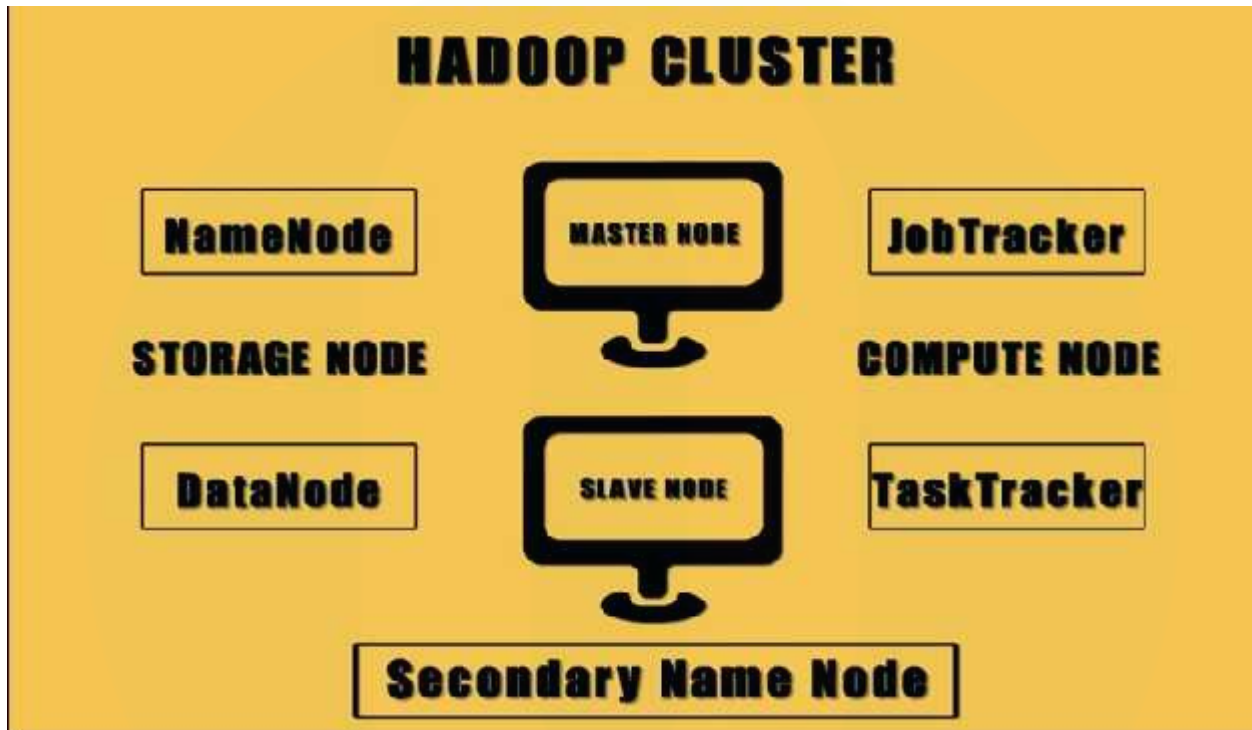 HADOOP CLUSTER
NameNode
MASTER NODE
JobTracker
STORAGE NODE
COMPUTE NODE
DataNode
SLAVE NODE
TaskTracker
Secondary Name Node